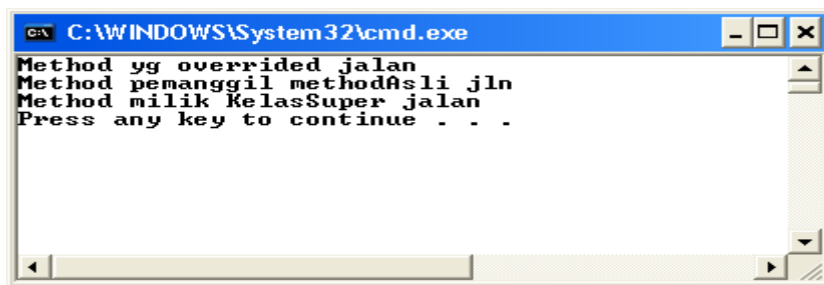 C:\WINDOWS\System32\cmd.exe
Method yg overrided jalan
Method pemanggil methodAsli jln
Method milik KelasSuper jalan
Press any key to continue . . .